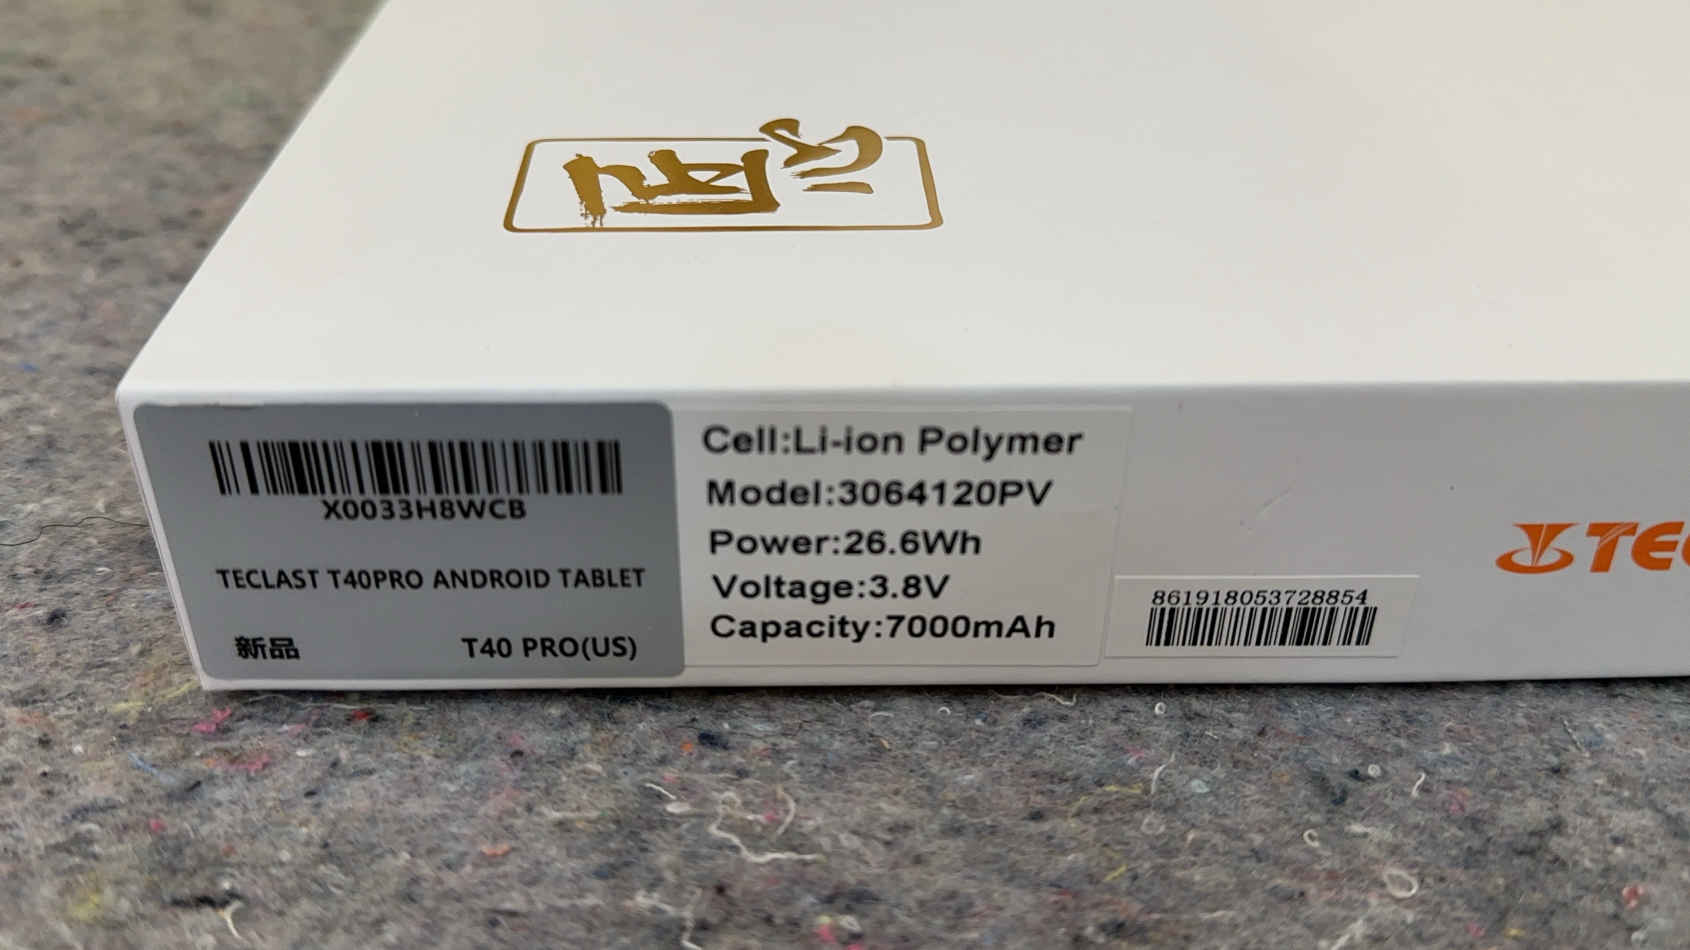 X0033H8WCB
TECLAST T40PRO ANDROID TABLET
新品
T40 PRO(US)
Cell:Li-ion Polymer
Model:3064120PV
Power:26.6Wh
Voltage:3.8V
Capacity:7000mAh
861918053728854
TEC